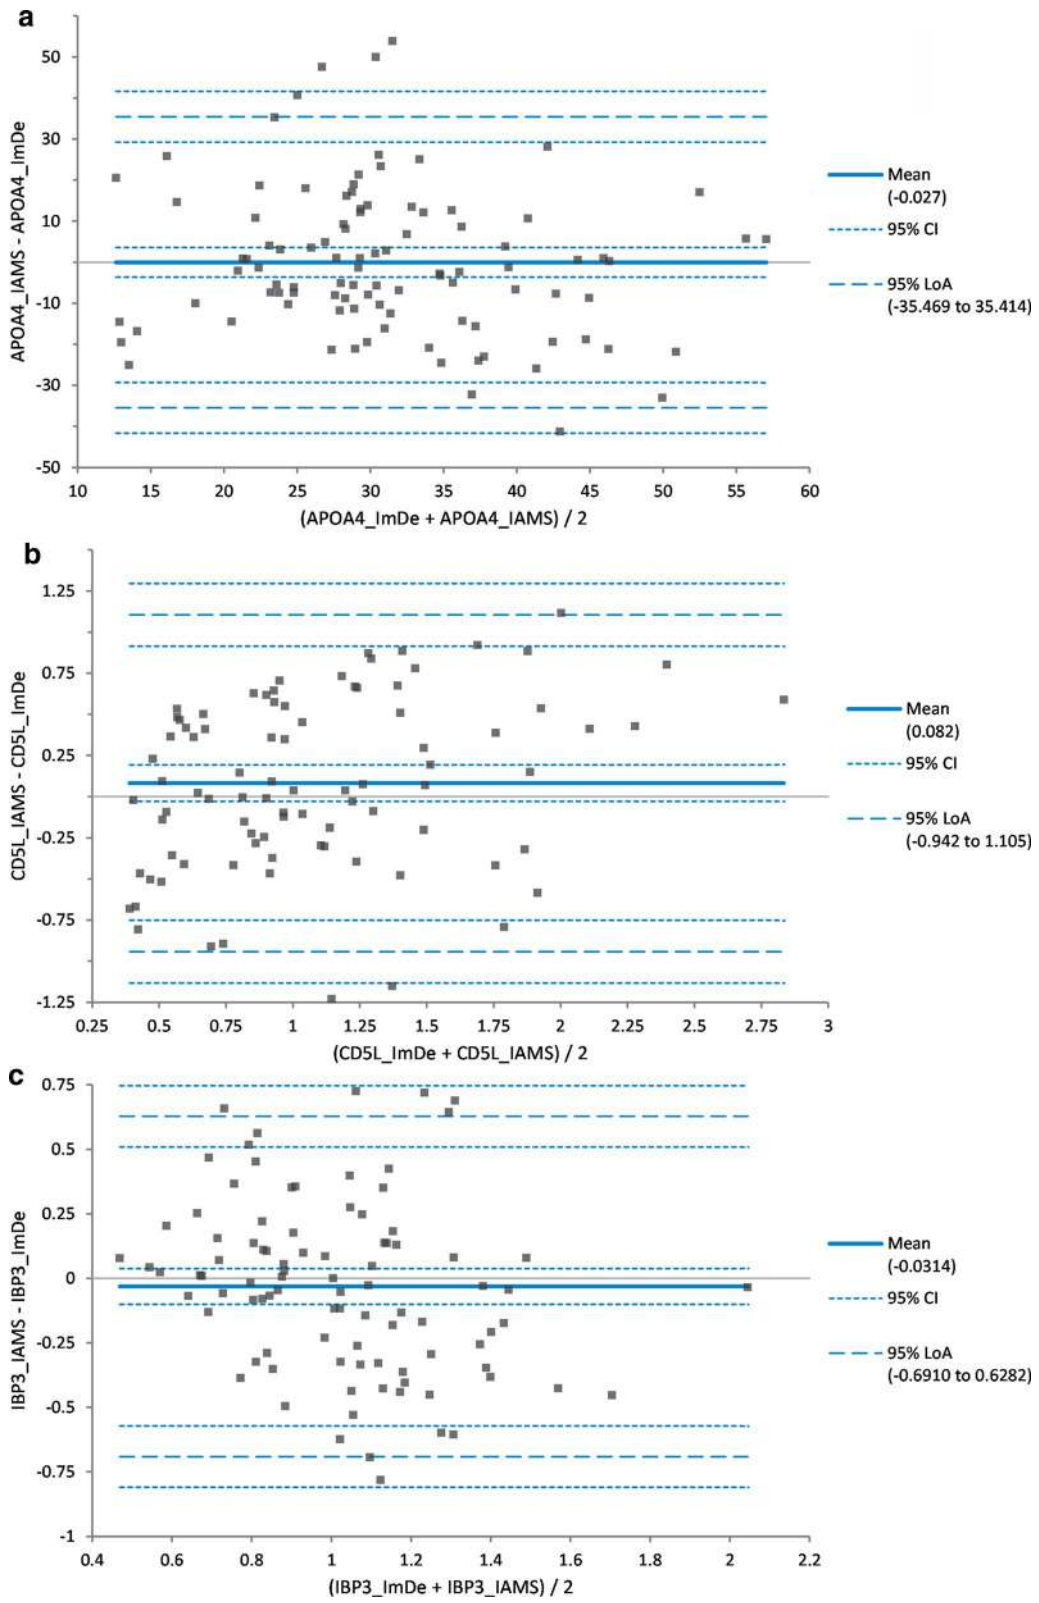 a
APOA4_IAMS - APOA4_ImDe
50
30
10
-10
-30
-50
10 15 20 25 30 35 40 45 50 55 60
(APOA4_ImDe + APOA4_IAMS) / 2
Mean
(-0.027)
95% CI
95% LoA
(-35.469 to 35.414)
b
CD5L_IAMS - CD5L_ImDe
1.25
0.75
0.25
-0.25
-0.75
-1.25
0.25 0.5 0.75 1 1.25 1.5 1.75 2 2.25 2.5 2.75 3
(CD5L_ImDe + CD5L_IAMS) / 2
Mean
(0.082)
95% CI
95% LoA
(-0.942 to 1.105)
c
IBP3_IAMS - IBP3_ImDe
0.75
0.5
0.25
0
-0.25
-0.5
-0.75
-1
0.4 0.6 0.8 1 1.2 1.4 1.6 1.8 2 2.2
(IBP3_ImDe + IBP3_IAMS) / 2
Mean
(-0.0314)
95% CI
95% LoA
(-0.6910 to 0.6282)